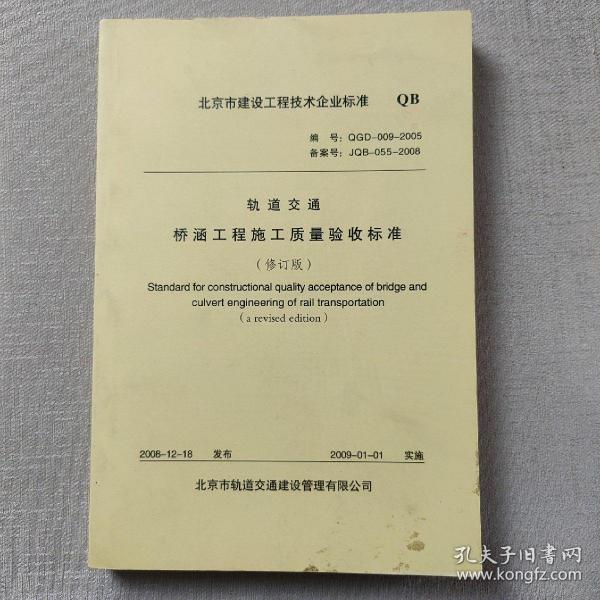 北京市建设工程技术企业标准 QB
编 号：QGD-009-2005
备案号：JQB-055-2008
轨道交通
桥涵工程施工质量验收标准
（修订版）
Standard for constructional quality acceptance of bridge and
culvert engineering of rail transportation
(a revised edition)
2008-12-18 发布 2009-01-01 实施
北京市轨道交通建设管理有限公司
孔夫子旧书网
www.kongfz.com